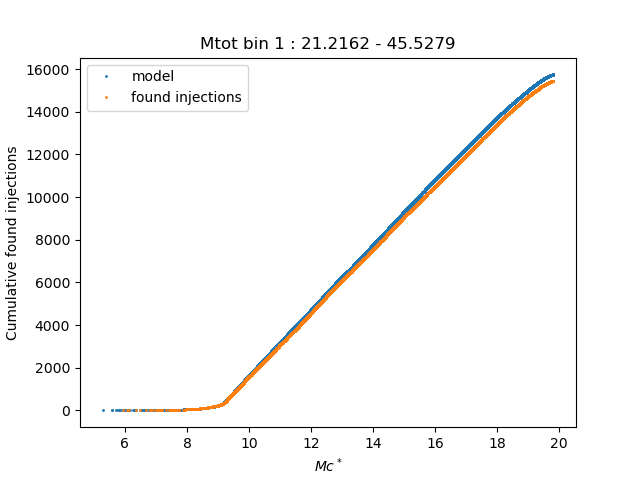 Mtot bin 1 : 21.2162 - 45.5279
model
found injections
Cumulative found injections
16000
14000
12000
10000
8000
6000
4000
2000
0
6 8 10 12 14 16 18 20
Mc*